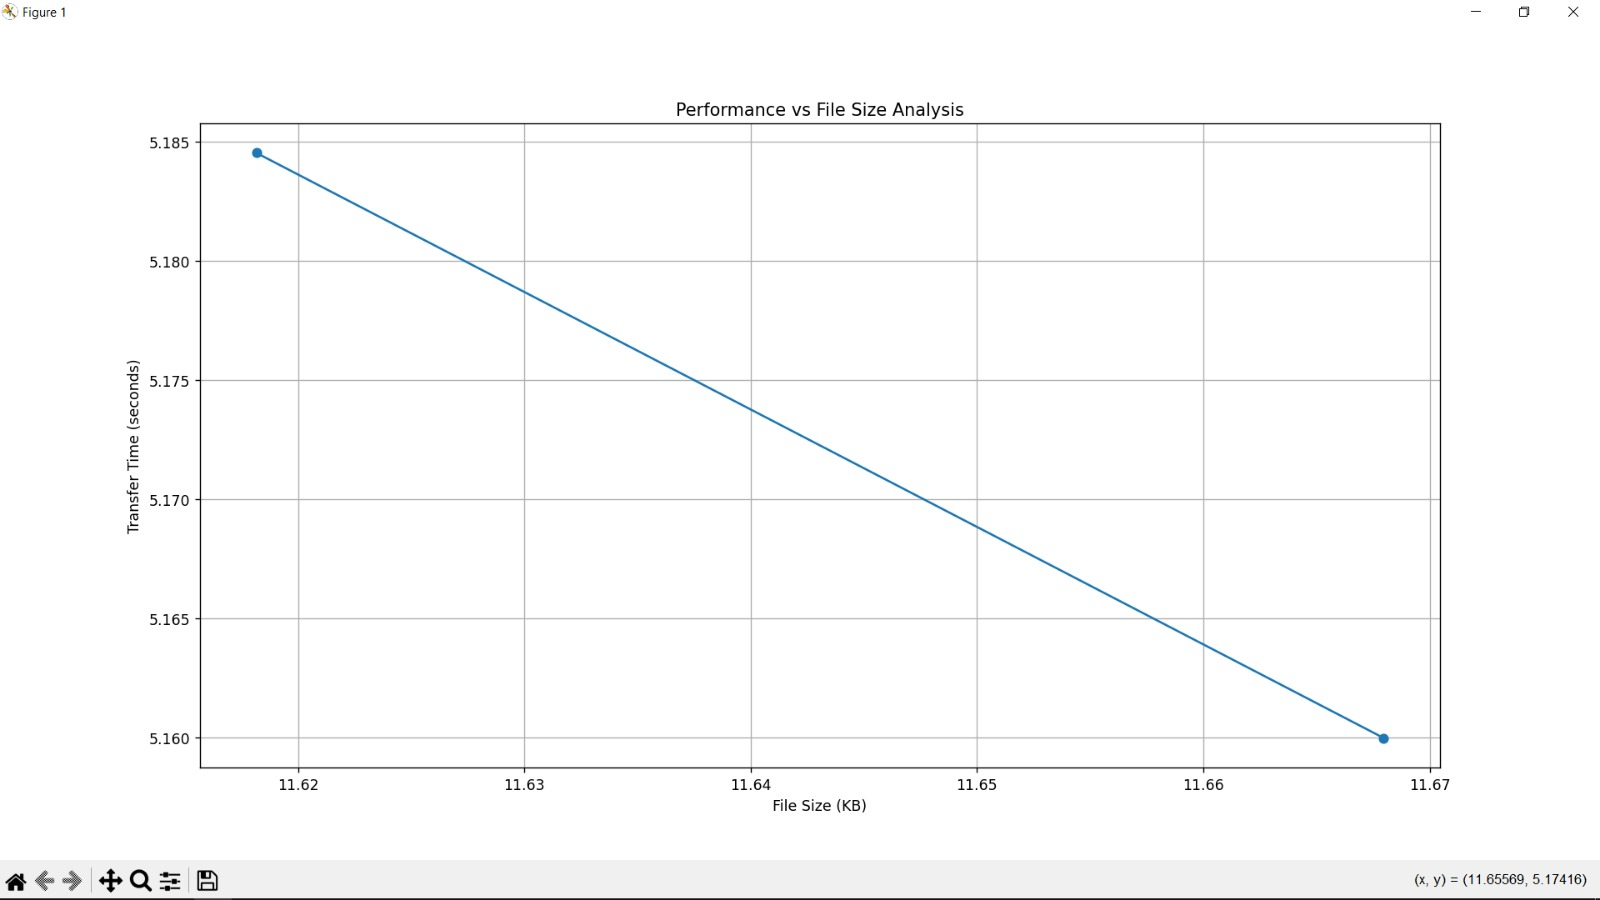 Figure 1
Performance vs File Size Analysis
5.185
5.180
5.175
5.170
5.165
5.160
Transfer Time (seconds)
11.62 11.63 11.64 11.65 11.66 11.67
File Size (KB)
(x, y) = (11.65569, 5.17416)